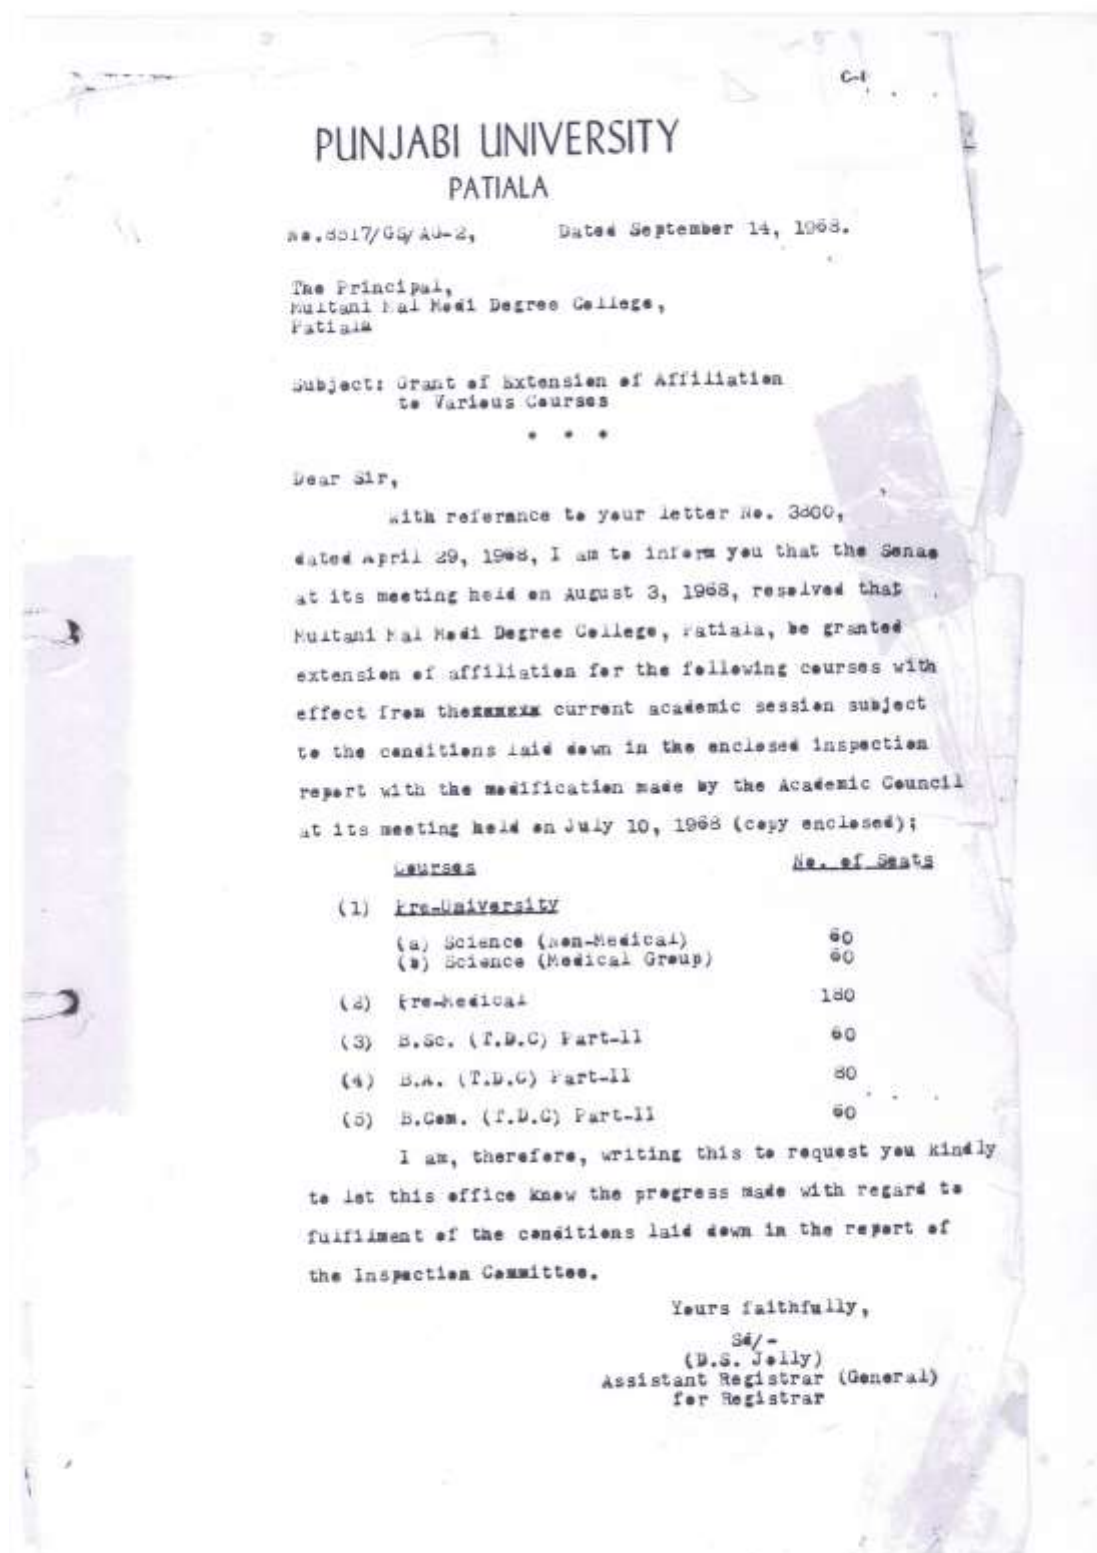 C-1
PUNJABI UNIVERSITY
PATIALA
No.8517/GS/AU-2, Dated September 14, 1968.
The Principal,
Multani Mal Modi Degree College,
Patiala
Subject: Grant of Extension of Affiliation
to Various Courses
* * *
Dear Sir,
With referance to your letter No. 3860,
dated April 29, 1968, I am to inform you that the Senae
at its meeting held on August 3, 1968, resolved that
Multani Mal Modi Degree College, Patiala, be granted
extension of affiliation for the following courses with
effect from the current academic session subject
to the conditions laid down in the enclosed inspection
report with the modification made by the Academic Council
at its meeting held on July 10, 1968 (copy enclosed);
Courses No. of Seats
(1) Pre-University
(a) Science (Non-Medical) 60
(b) Science (Medical Group) 60
(2) Pre-Medical 180
(3) B.Sc. (T.D.C) Part-II 60
(4) B.A. (T.D.C) Part-II 80
(5) B.Com. (T.D.C) Part-II 60
I am, therefore, writing this to request you kindly
to let this office know the progress made with regard to
fulfilment of the conditions laid down in the report of
the Inspection Committee.
Yours faithfully,
Sd/-
(D.S. Jolly)
Assistant Registrar (General)
for Registrar